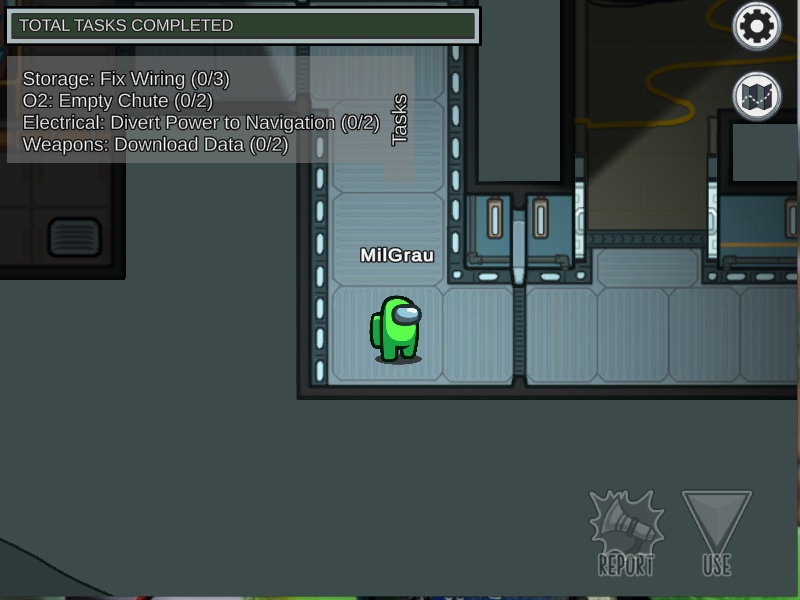 TOTAL TASKS COMPLETED
Storage: Fix Wiring (0/3)
O2: Empty Chute (0/2)
Electrical: Divert Power to Navigation (0/2)
Weapons: Download Data (0/2)
Tasks
MilGrau
REPORT
USE